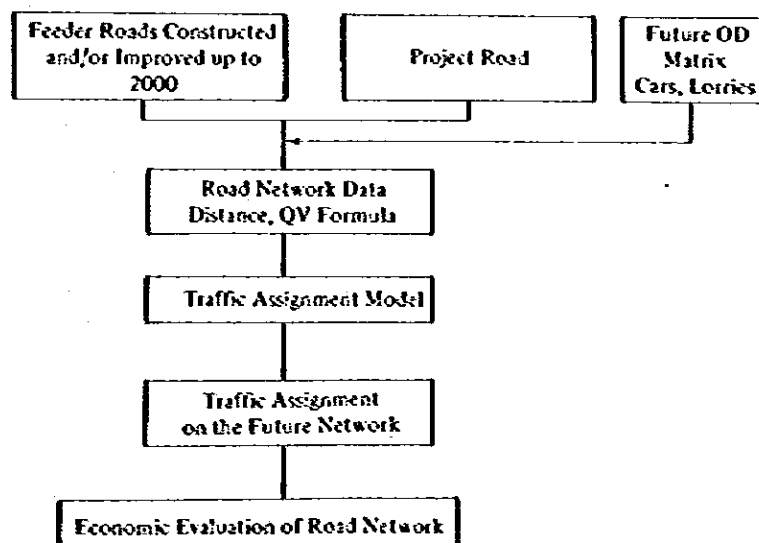 Feeder Roads Constructed
and/or Improved up to
2000
Project Road
Future OD
Matrix
Cars, Lorries
Road Network Data
Distance, QV Formula
Traffic Assignment Model
Traffic Assignment
on the Future Network
Economic Evaluation of Road Network